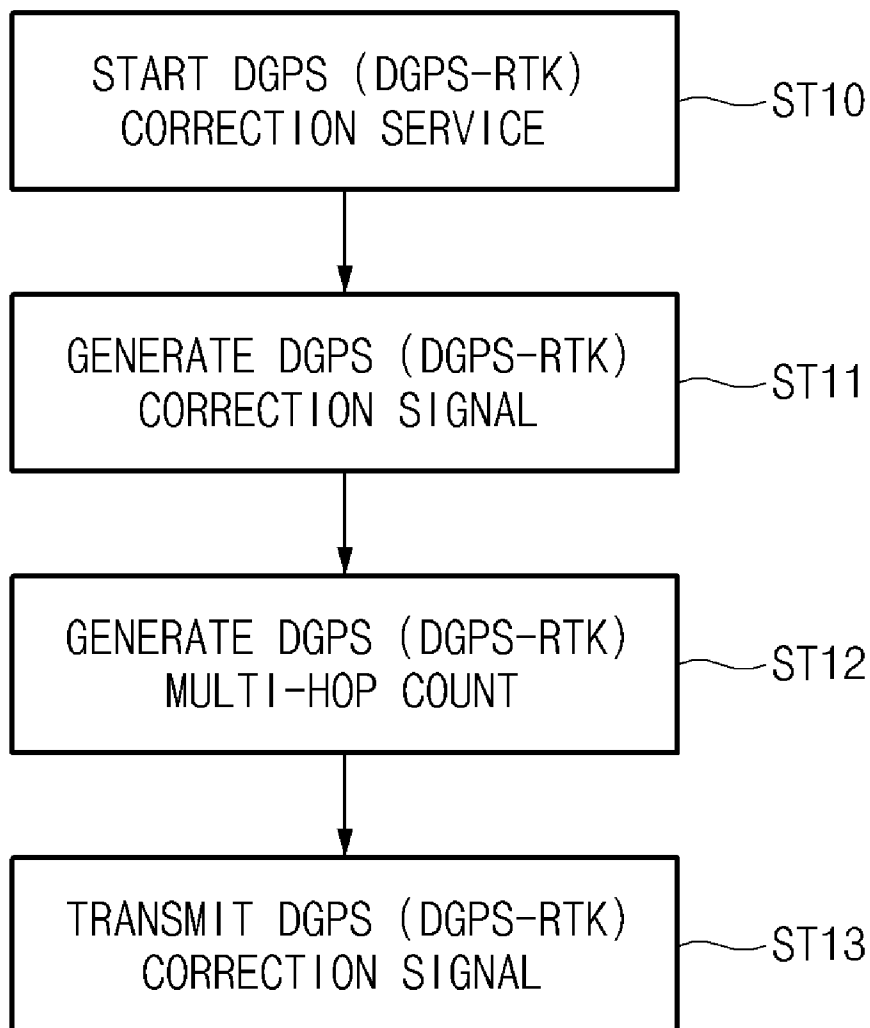 START DGPS (DGPS-RTK)
CORRECTION SERVICE
ST10
GENERATE DGPS (DGPS-RTK)
CORRECTION SIGNAL
ST11
GENERATE DGPS (DGPS-RTK)
MULTI-HOP COUNT
ST12
TRANSMIT DGPS (DGPS-RTK)
CORRECTION SIGNAL
ST13